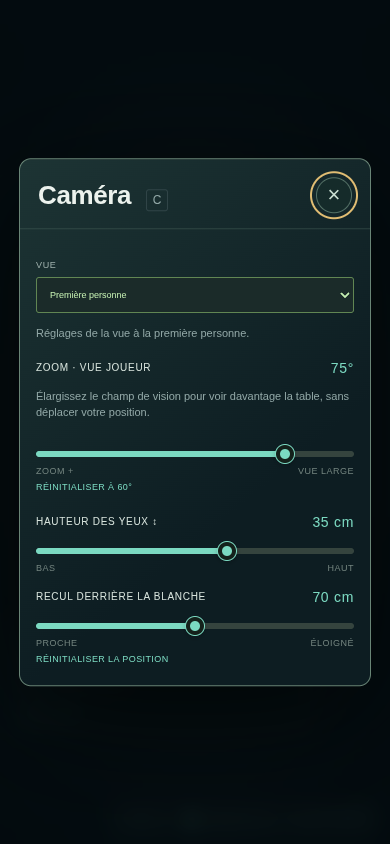 Caméra C ×
VUE
Première personne
Réglages de la vue à la première personne.
ZOOM · VUE JOUEUR 75°
Élargissez le champ de vision pour voir davantage la table, sans
déplacer votre position.
ZOOM + VUE LARGE
RÉINITIALISER À 60°
HAUTEUR DES YEUX ↕ 35 cm
BAS HAUT
RECUL DERRIÈRE LA BLANCHE 70 cm
PROCHE ÉLOIGNÉ
RÉINITIALISER LA POSITION